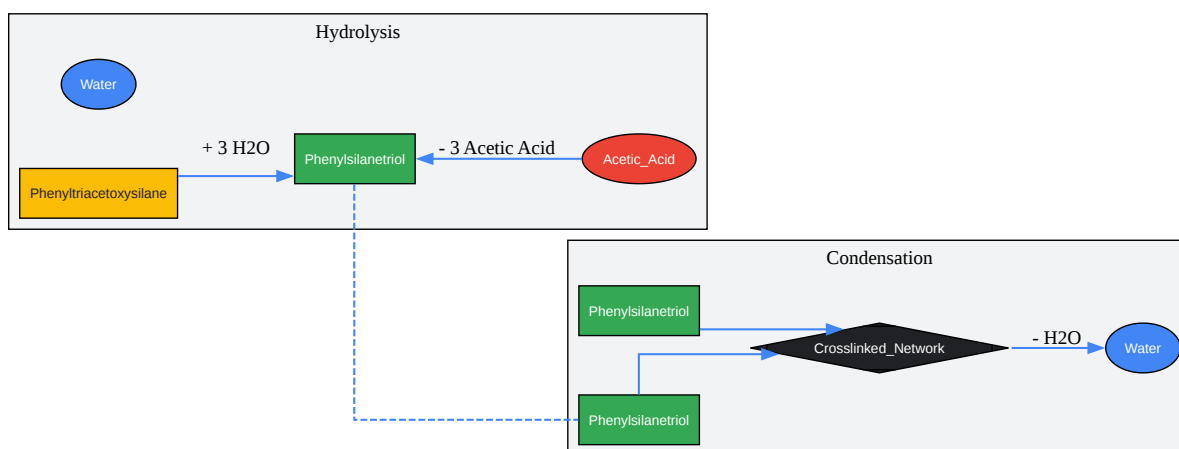 Hydrolysis
Water
+ 3 H2O
Phenylsilanetriol
- 3 Acetic Acid
Acetic_Acid
Phenyltriacetoxysilane
Condensation
Phenylsilanetriol
Crosslinked_Network
- H2O
Water
Phenylsilanetriol